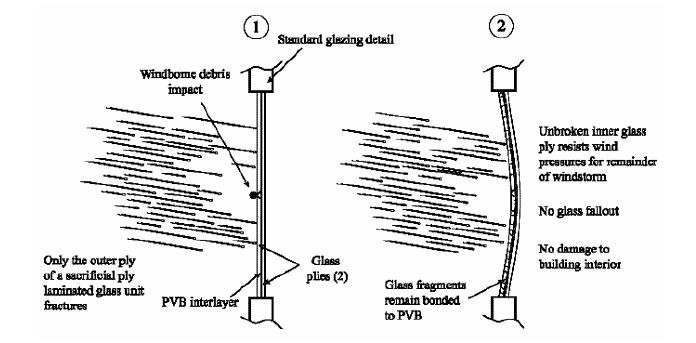 1
Standard glazing detail
Windborne debris
impact
Only the outer ply
of a sacrificial ply
laminated glass unit
fractures
PVB interlayer
Glass
plies (2)
2
Unbroken inner glass
ply resists wind
pressures for remainder
of windstorm
No glass fallout
No damage to
building interior
Glass fragments
remain bonded
to PVB